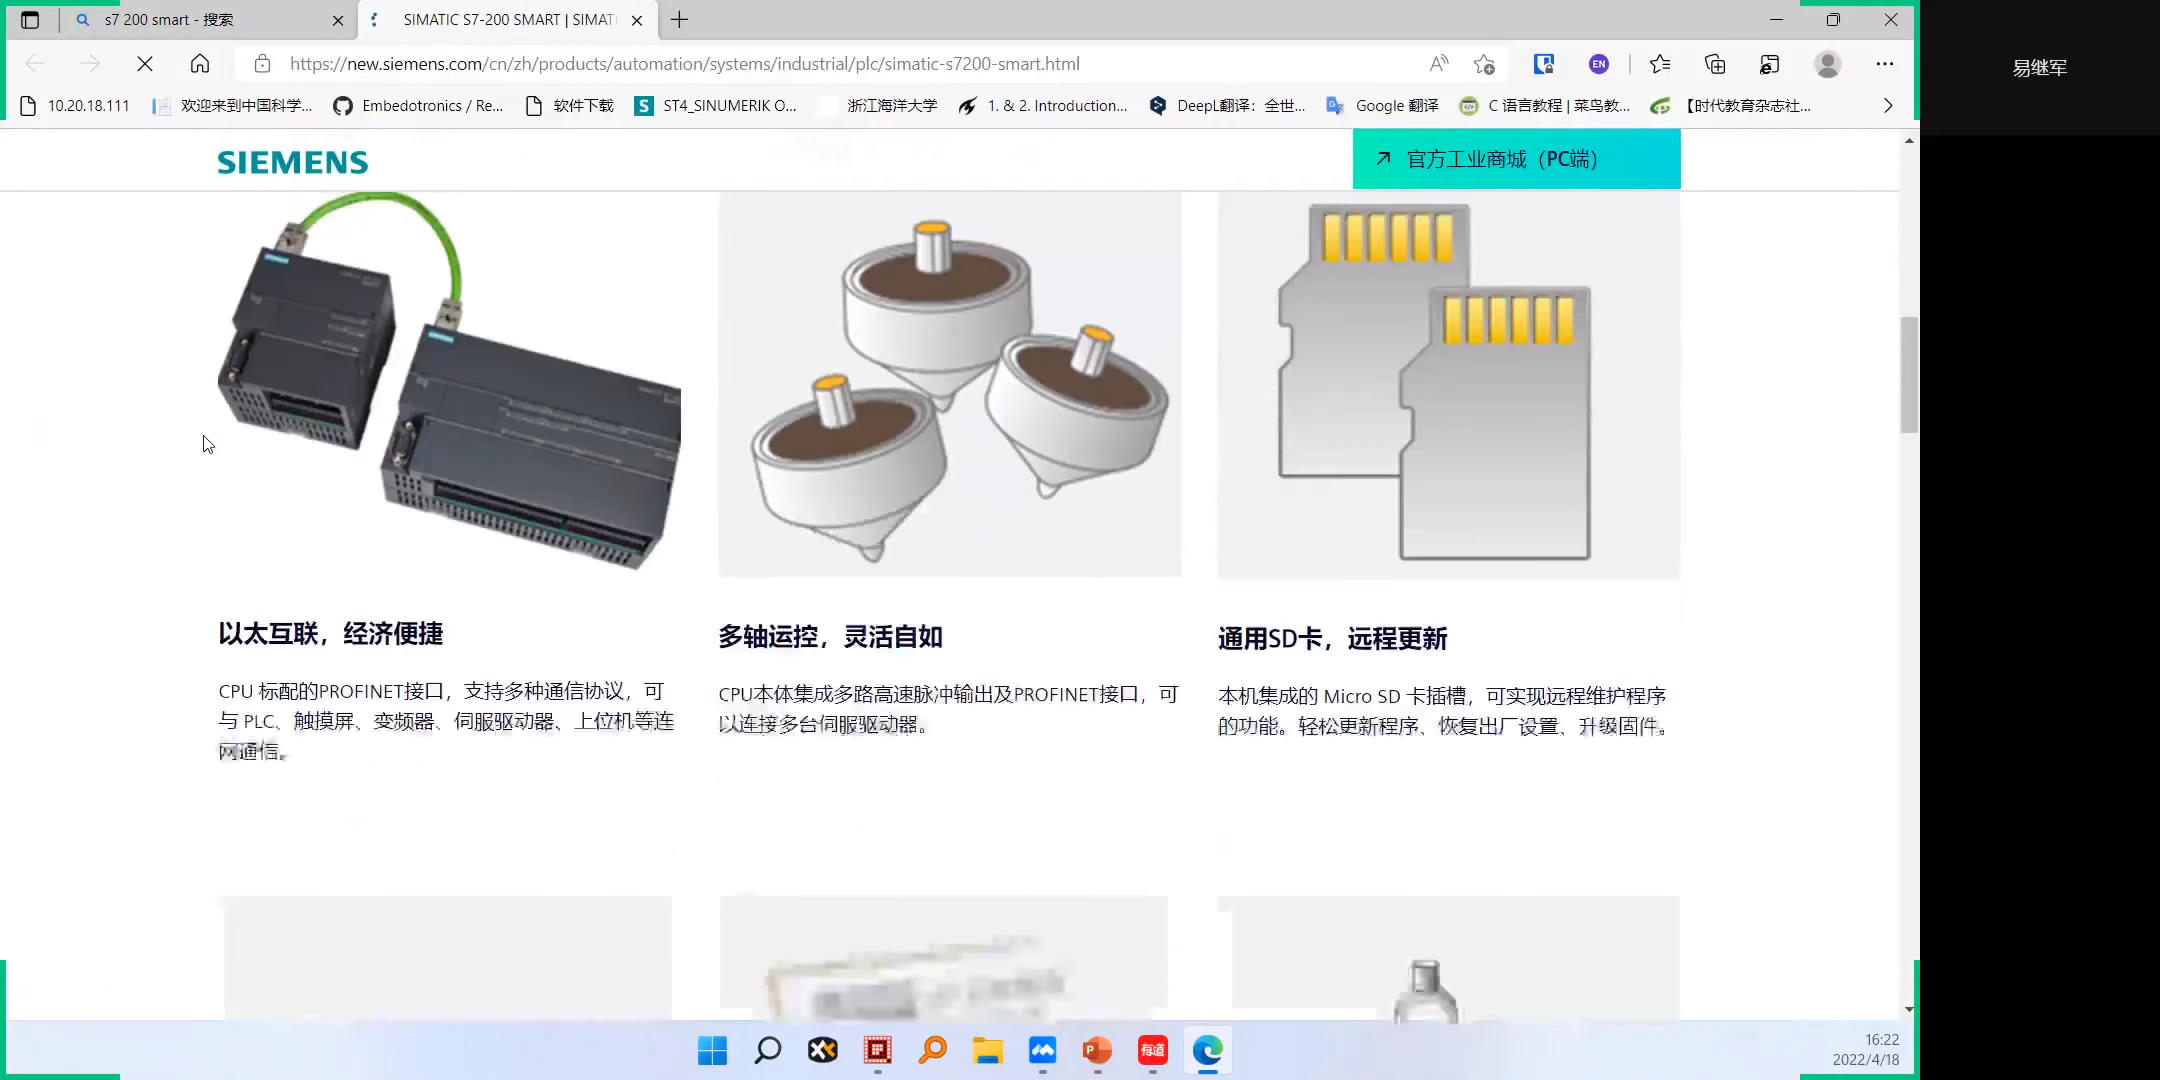 s7 200 smart - 搜索
SIMATIC S7-200 SMART | SIMAT
https://new.siemens.com/cn/zh/products/automation/systems/industrial/plc/simatic-s7200-smart.html
EN
易继军
10.20.18.111
欢迎来到中国科学...
Embedotronics / Re...
软件下载
ST4_SINUMERIK O...
浙江海洋大学
1. & 2. Introduction...
DeepL翻译：全世...
Google 翻译
C 语言教程 | 菜鸟教...
【时代教育杂志社...
SIEMENS
官方工业商城（PC端）
以太互联，经济便捷
CPU 标配的PROFINET接口，支持多种通信协议，可
与 PLC、触摸屏、变频器、伺服驱动器、上位机等连
网通信。
多轴运控，灵活自如
CPU本体集成多路高速脉冲输出及PROFINET接口，可
以连接多台伺服驱动器。
通用SD卡，远程更新
本机集成的 Micro SD 卡插槽，可实现远程维护程序
的功能。轻松更新程序、恢复出厂设置、升级固件。
有道
16:22
2022/4/18